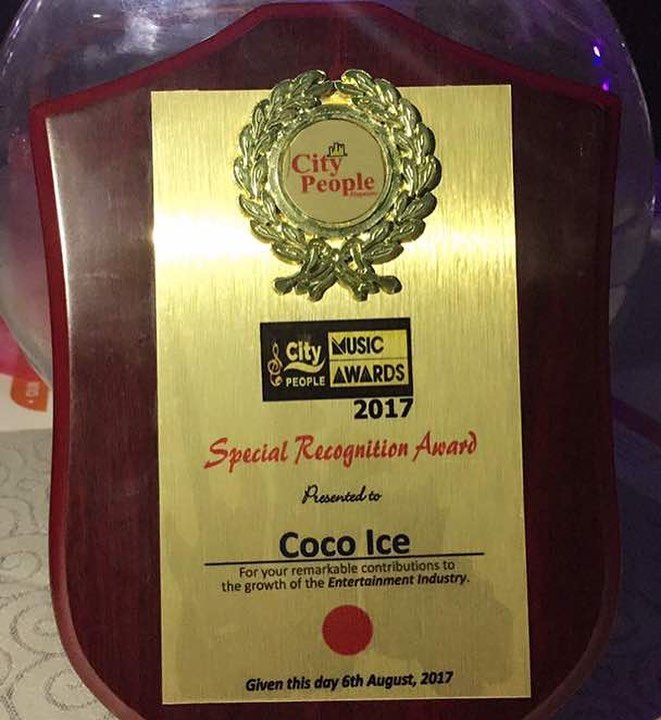 City
People
City
PEOPLE
MUSIC
AWARDS
2017
Special Recognition Award
Presented to
Coco Ice
For your remarkable contributions to
the growth of the Entertainment Industry.
Given this day 6th August, 2017